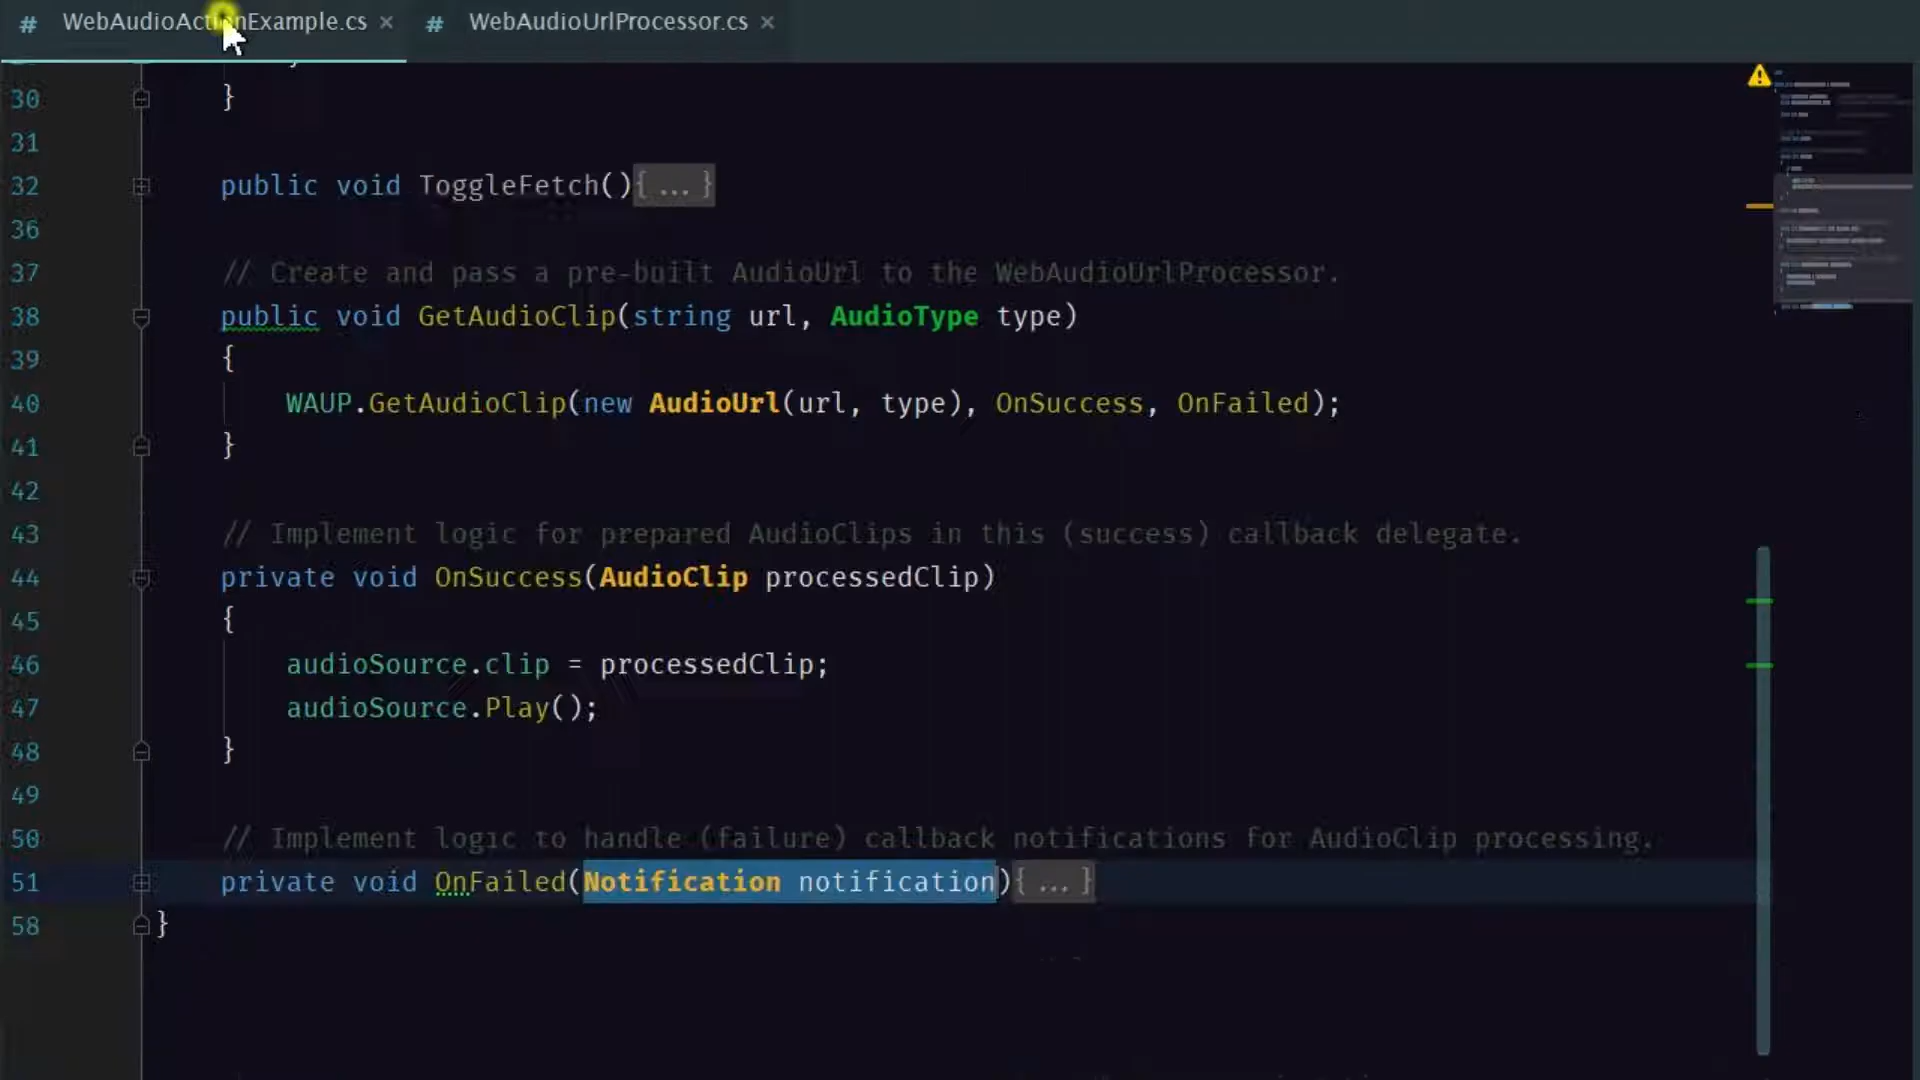 # WebAudioActionExample.cs × # WebAudioUrlProcessor.cs ×
30 }
31
32 public void ToggleFetch(){ ... }
36
37 // Create and pass a pre-built AudioUrl to the WebAudioUrlProcessor.
38 public void GetAudioClip(string url, AudioType type)
39 {
40 WAUP.GetAudioClip(new AudioUrl(url, type), OnSuccess, OnFailed);
41 }
42
43 // Implement logic for prepared AudioClips in this (success) callback delegate.
44 private void OnSuccess(AudioClip processedClip)
45 {
46 audioSource.clip = processedClip;
47 audioSource.Play();
48 }
49
50 // Implement logic to handle (failure) callback notifications for AudioClip processing.
51 private void OnFailed(Notification notification){ ... }
58 }